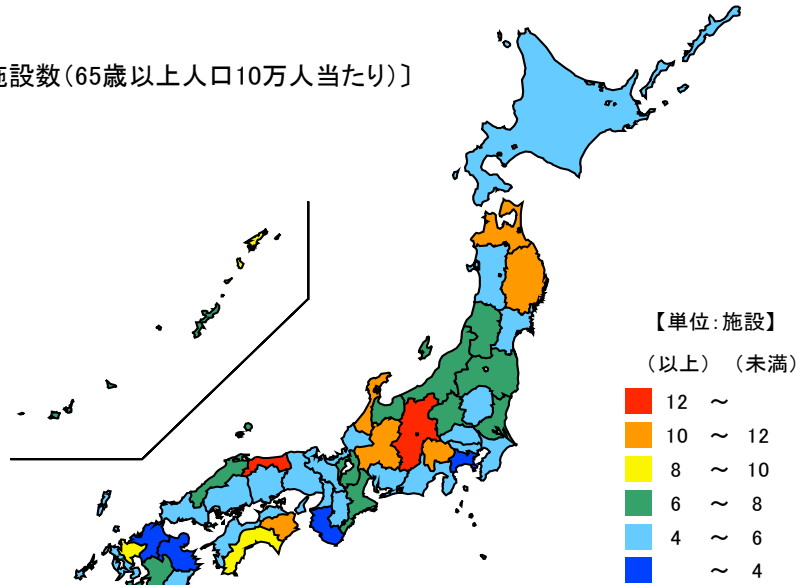 施設数(65歳以上人口10万人当たり)〕
【単位:施設】
(以上) (未満)
12 ~
10 ~ 12
8 ~ 10
6 ~ 8
4 ~ 6
~ 4